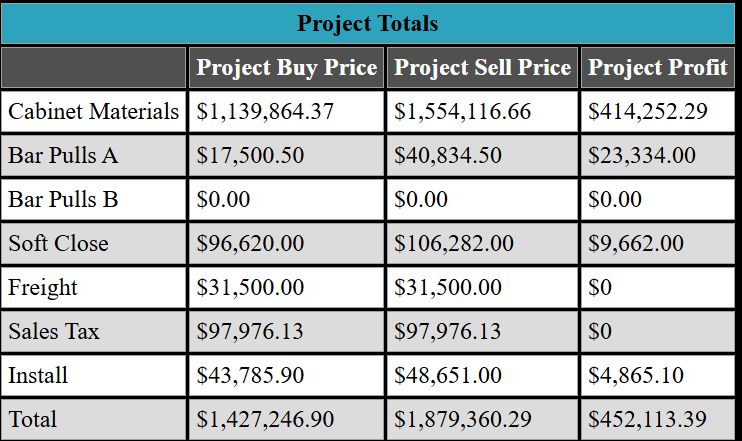 Project Totals
Project Buy Price Project Sell Price Project Profit
Cabinet Materials $1,139,864.37 $1,554,116.66 $414,252.29
Bar Pulls A $17,500.50 $40,834.50 $23,334.00
Bar Pulls B $0.00 $0.00 $0.00
Soft Close $96,620.00 $106,282.00 $9,662.00
Freight $31,500.00 $31,500.00 $0
Sales Tax $97,976.13 $97,976.13 $0
Install $43,785.90 $48,651.00 $4,865.10
Total $1,427,246.90 $1,879,360.29 $452,113.39